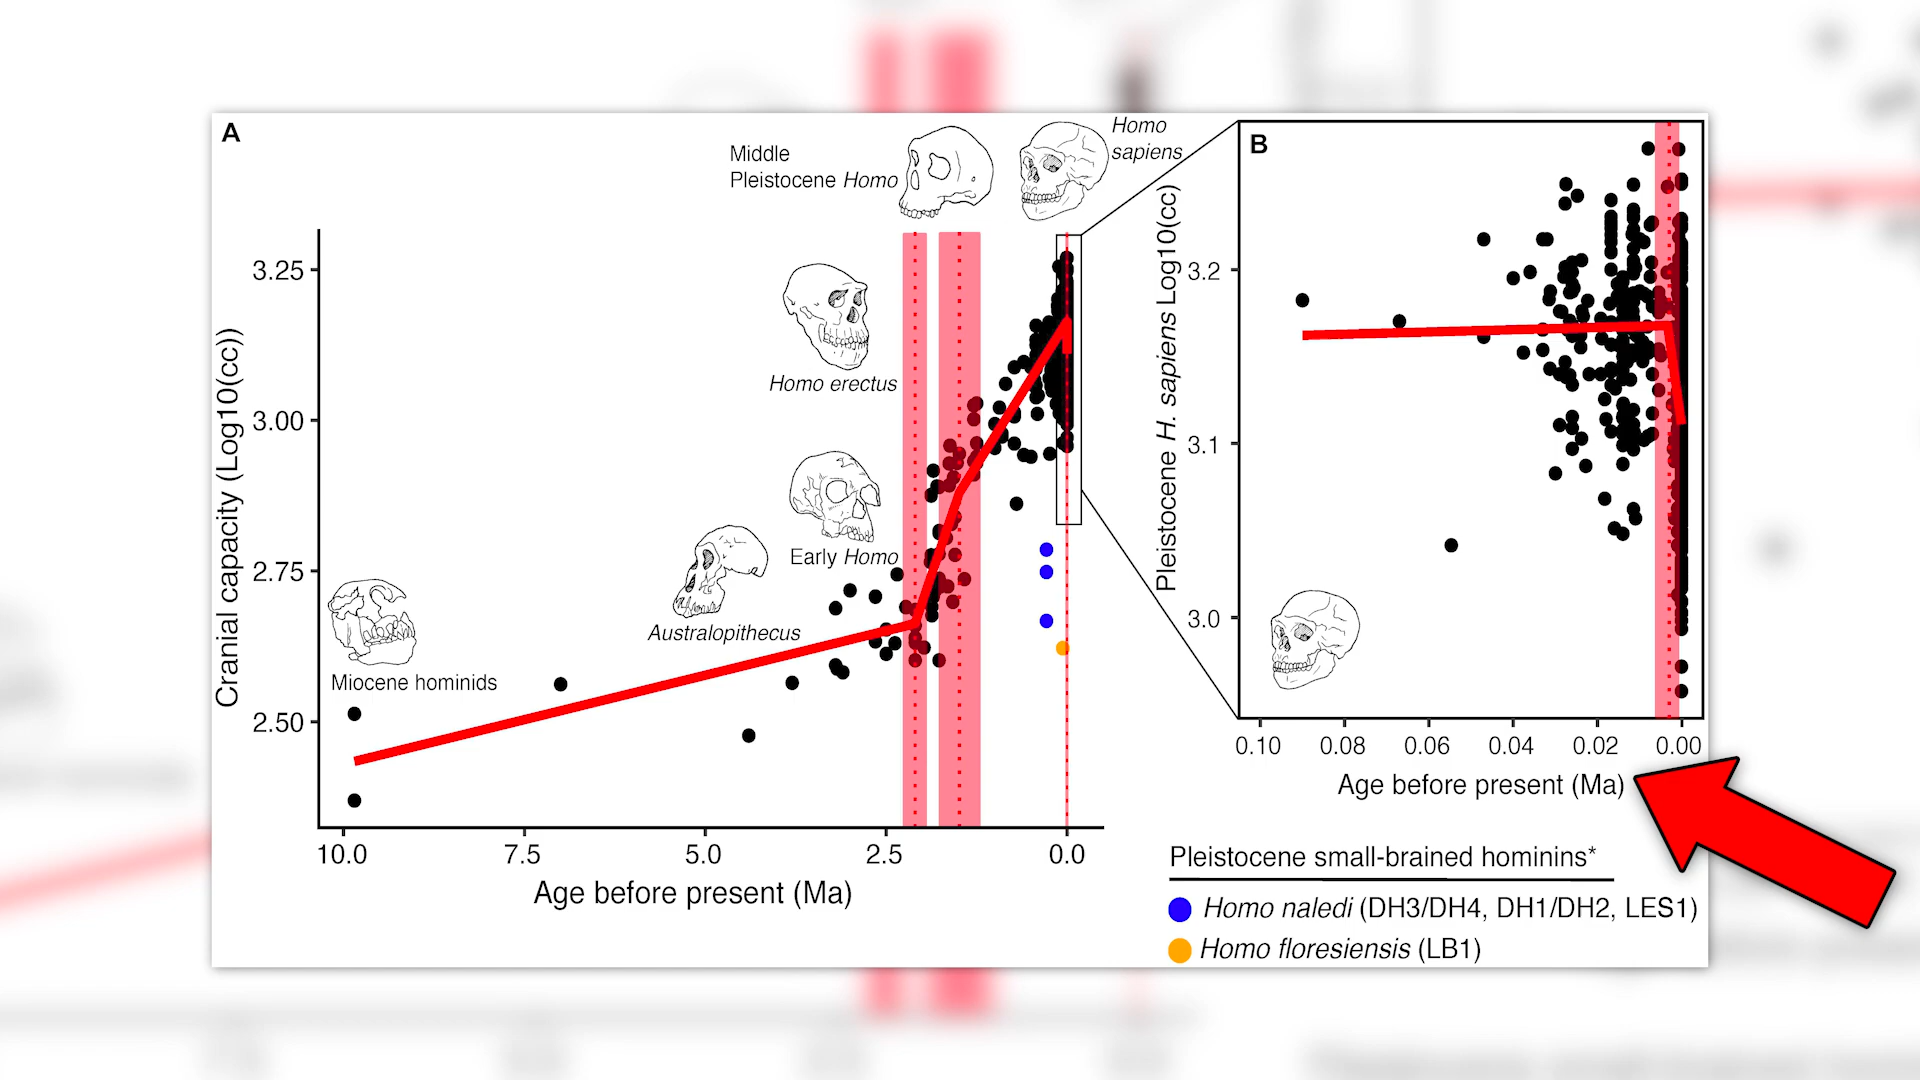 A
Middle
Pleistocene Homo
Homo
sapiens
Homo erectus
Early Homo
Australopithecus
Miocene hominids
Cranial capacity (Log10(cc))
3.25
3.00
2.75
2.50
10.0
7.5
5.0
2.5
0.0
Age before present (Ma)
B
Pleistocene H. sapiens Log10(cc)
3.2
3.1
3.0
0.10
0.08
0.06
0.04
0.02
0.00
Age before present (Ma)
Pleistocene small-brained hominins*
Homo naledi (DH3/DH4, DH1/DH2, LES1)
Homo floresiensis (LB1)